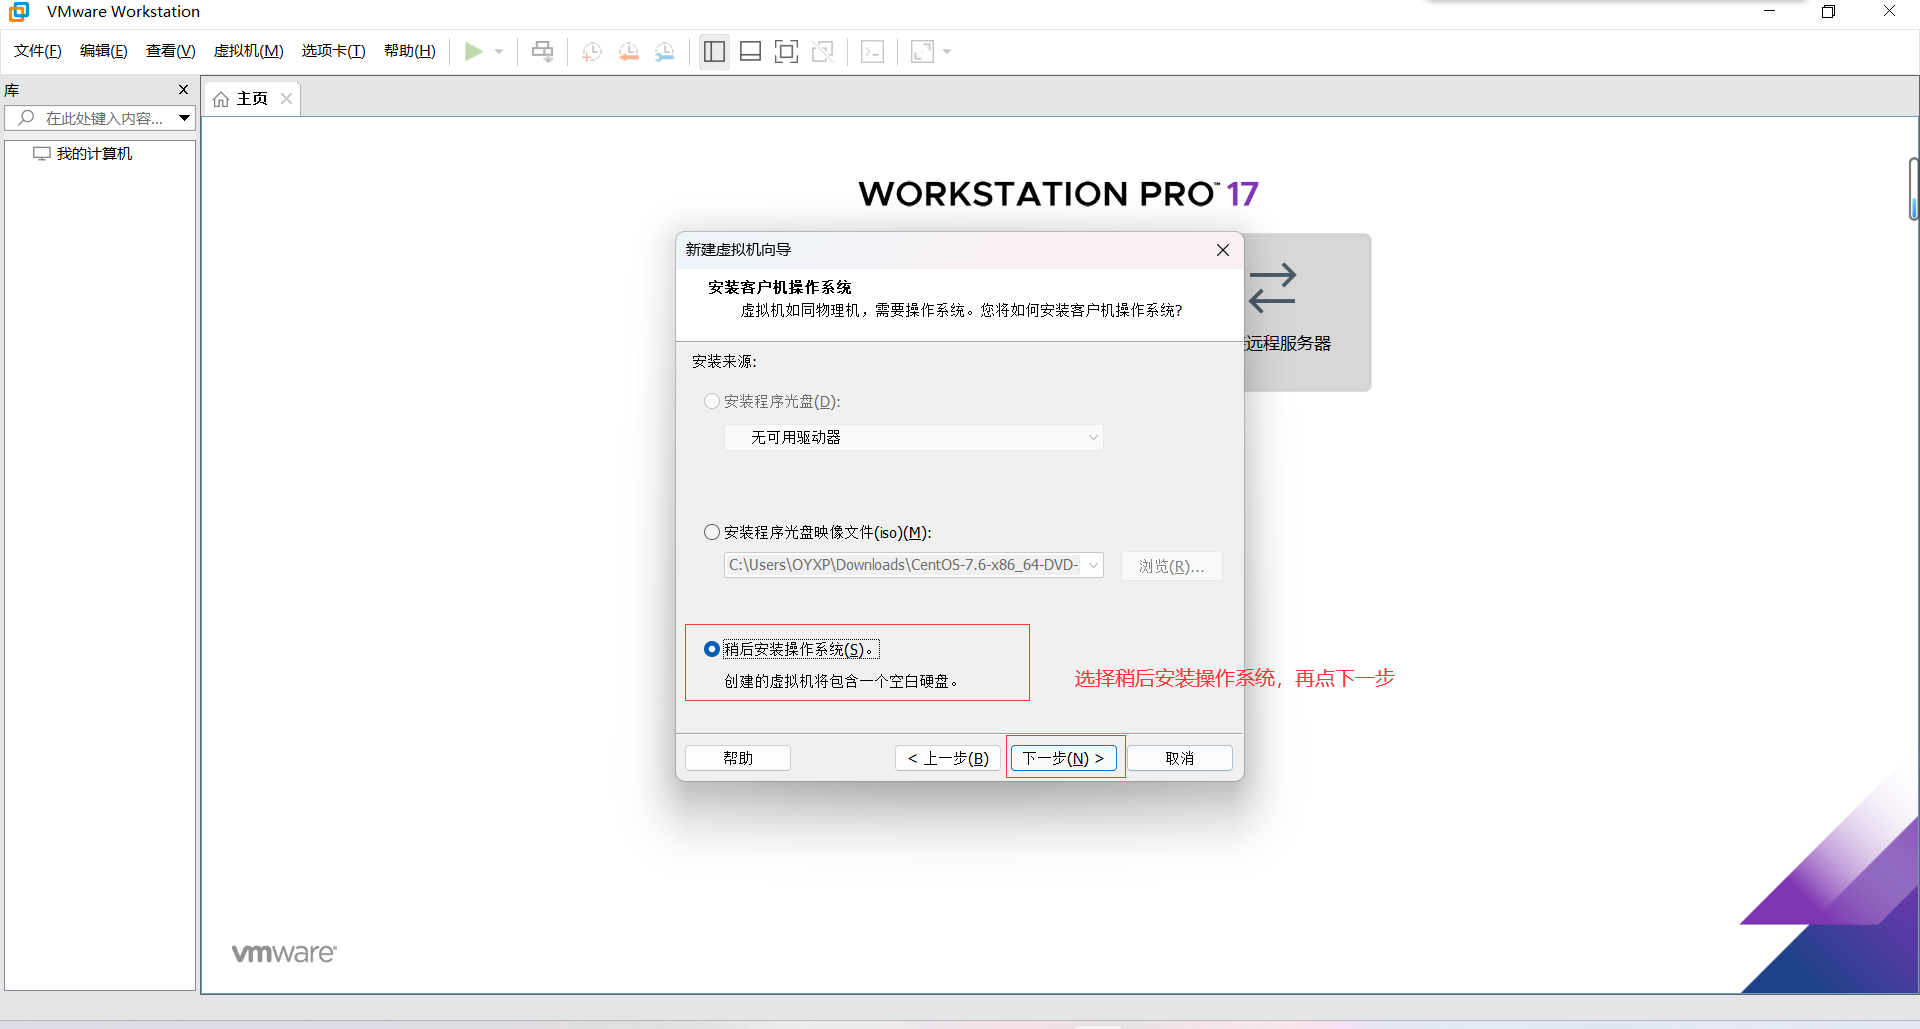 VMware Workstation
文件(F) 编辑(E) 查看(V) 虚拟机(M) 选项卡(T) 帮助(H)
库
主页
在此处键入内容...
我的计算机
WORKSTATION PRO™ 17
新建虚拟机向导
安装客户机操作系统
虚拟机如同物理机，需要操作系统。您将如何安装客户机操作系统?
远程服务器
安装来源:
安装程序光盘(D):
无可用驱动器
安装程序光盘映像文件(iso)(M):
C:\Users\OYXP\Downloads\CentOS-7.6-x86_64-DVD-
浏览(R)...
稍后安装操作系统(S)。
创建的虚拟机将包含一个空白硬盘。
选择稍后安装操作系统，再点下一步
帮助
< 上一步(B)
下一步(N) >
取消
vmware